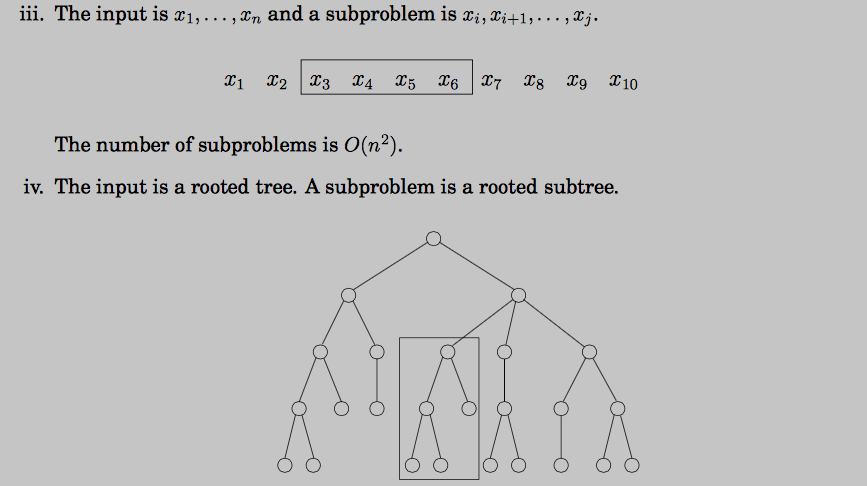 iii. The input is x₁, . . . , xₙ and a subproblem is xᵢ, xᵢ₊₁, . . . , xⱼ.
x₁ x₂ x₃ x₄ x₅ x₆ x₇ x₈ x₉ x₁₀
The number of subproblems is O(n²).
iv. The input is a rooted tree. A subproblem is a rooted subtree.